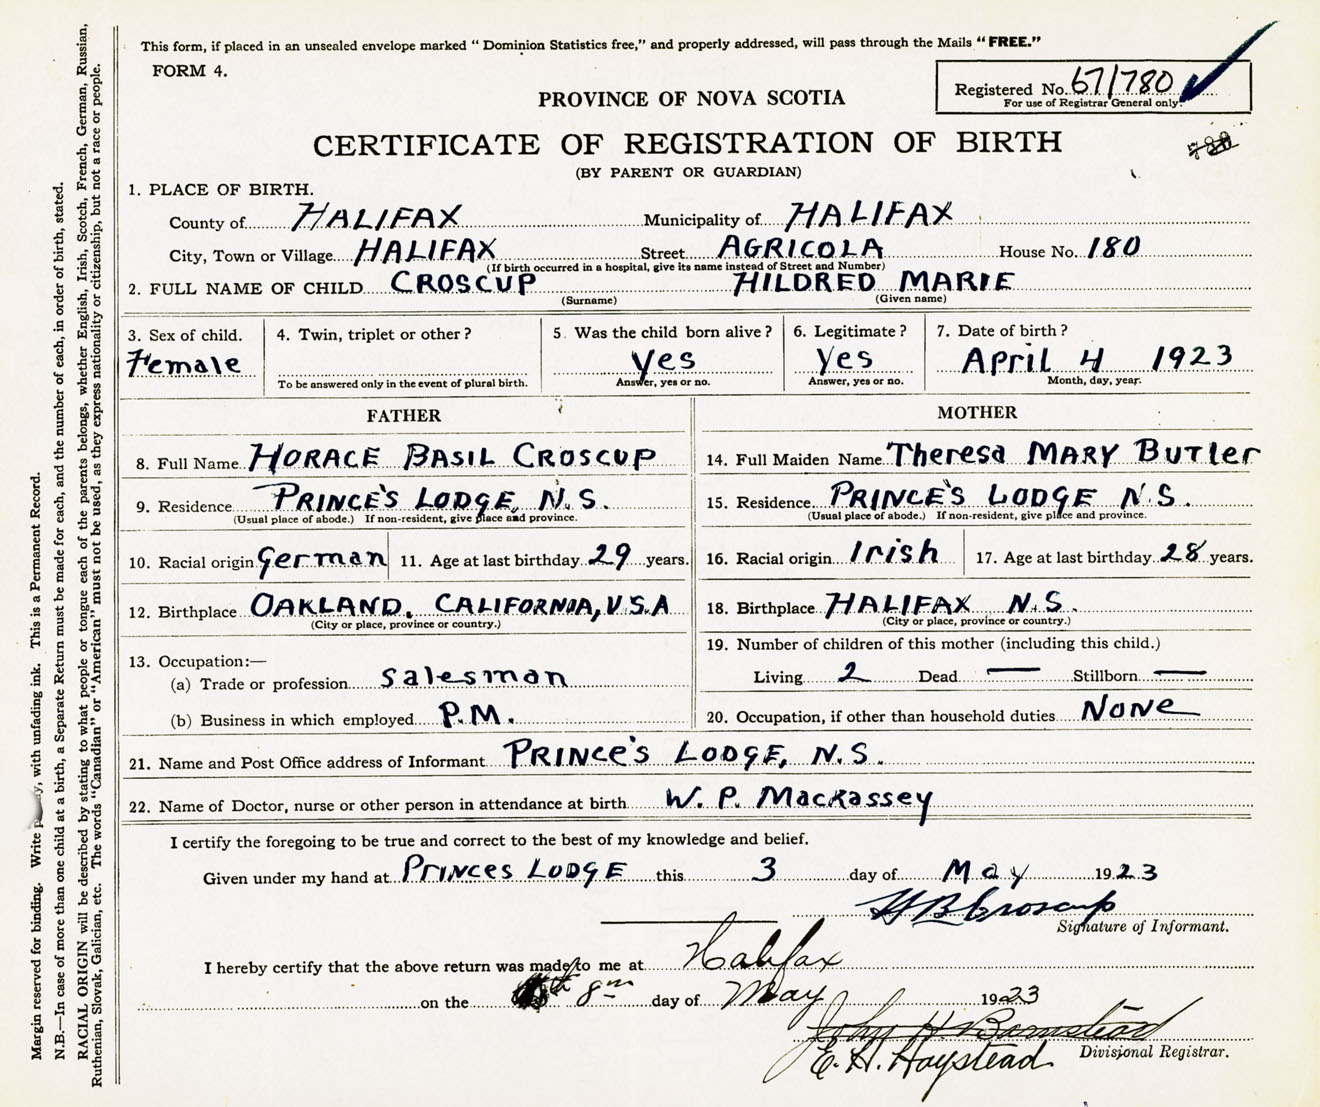 This form, if placed in an unsealed envelope marked “ Dominion Statistics free,” and properly addressed, will pass through the Mails “ FREE.”
FORM 4.
Registered No. 67/780
For use of Registrar General only.
PROVINCE OF NOVA SCOTIA
CERTIFICATE OF REGISTRATION OF BIRTH
(BY PARENT OR GUARDIAN)
780
1. PLACE OF BIRTH.
County of HALIFAX Municipality of HALIFAX
City, Town or Village HALIFAX Street AGRICOLA House No. 180
(If birth occurred in a hospital, give its name instead of Street and Number)
2. FULL NAME OF CHILD CROSCUP HILDRED MARIE
(Surname) (Given name)
3. Sex of child. 4. Twin, triplet or other ? 5. Was the child born alive ? 6. Legitimate ? 7. Date of birth ?
Female Yes Yes April 4 1923
To be answered only in the event of plural birth. Answer, yes or no. Answer, yes or no. Month, day, year.
FATHER MOTHER
8. Full Name HORACE BASIL CROSCUP 14. Full Maiden Name Theresa MARY BUTLer
9. Residence PRINCE'S LODGE, N.S. 15. Residence PRINCE'S LODGE N.S.
(Usual place of abode.) If non-resident, give place and province. (Usual place of abode.) If non-resident, give place and province.
10. Racial origin German 11. Age at last birthday 29 years. 16. Racial origin Irish 17. Age at last birthday 28 years.
12. Birthplace OAKLAND, CALIFORNIA, U.S.A 18. Birthplace HALIFAX N.S.
(City or place, province or country.) (City or place, province or country.)
13. Occupation:— 19. Number of children of this mother (including this child.)
(a) Trade or profession salesman Living 2 Dead — Stillborn —
(b) Business in which employed P.M. 20. Occupation, if other than household duties None
21. Name and Post Office address of Informant PRINCE'S LODGE, N.S.
22. Name of Doctor, nurse or other person in attendance at birth W. P. Mackassey
I certify the foregoing to be true and correct to the best of my knowledge and belief.
Given under my hand at Princes LODGE this 3 day of May 1923
H B Croscup
Signature of Informant.
I hereby certify that the above return was made to me at Halifax
on the 8th day of May 1923
John H. Barnstead
E. H. Haystead Divisional Registrar.
Margin reserved for binding. Write with unfading ink. This is a Permanent Record.
N.B.—In case of more than one child at a birth, a Separate Return must be made for each, and the number of each, in order of birth, stated.
RACIAL ORIGIN will be described by stating to what people or tongue each of the parents belongs, whether English, Irish, Scotch, French, German, Russian,
Ruthenian, Slovak, Galician, etc. The words “Canadian” or “American” must not be used, as they express nationality or citizenship, but not a race or people.